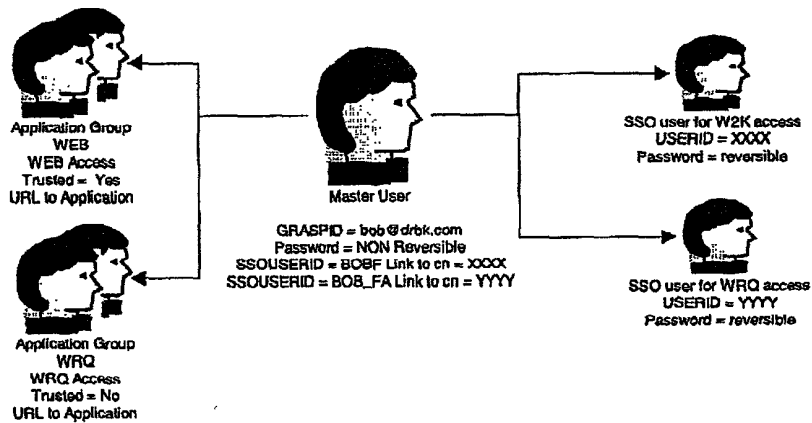 Application Group
WEB
WEB Access
Trusted = Yes
URL to Application
Application Group
WRQ
WRQ Access
Trusted = No
URL to Application
Master User
GRASPID = bob@drbk.com
Password = NON Reversible
SSOUSERID = BOBF Link to cn = XXXX
SSOUSERID = BOB_FA Link to cn = YYYY
SSO user for W2K access
USERID = XXXX
Password = reversible
SSO user for WRQ access
USERID = YYYY
Password = reversible